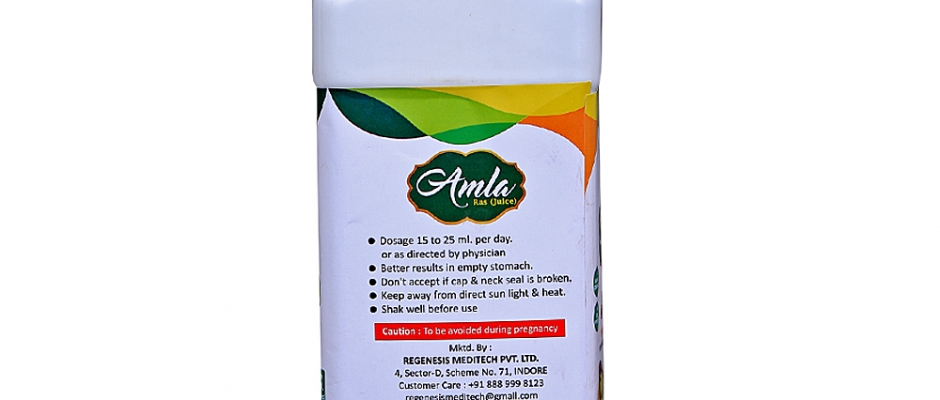 Amla
Ras (Juice)
● Dosage 15 to 25 ml. per day.
or as directed by physician
● Better results in empty stomach.
● Don't accept if cap & neck seal is broken.
● Keep away from direct sun light & heat.
● Shak well before use
Caution : To be avoided during pregnancy
Mktd. By :
REGENESIS MEDITECH PVT. LTD.
4, Sector-D, Scheme No. 71, INDORE
Customer Care : +91 888 999 8123
regenesismeditech@gmail.com